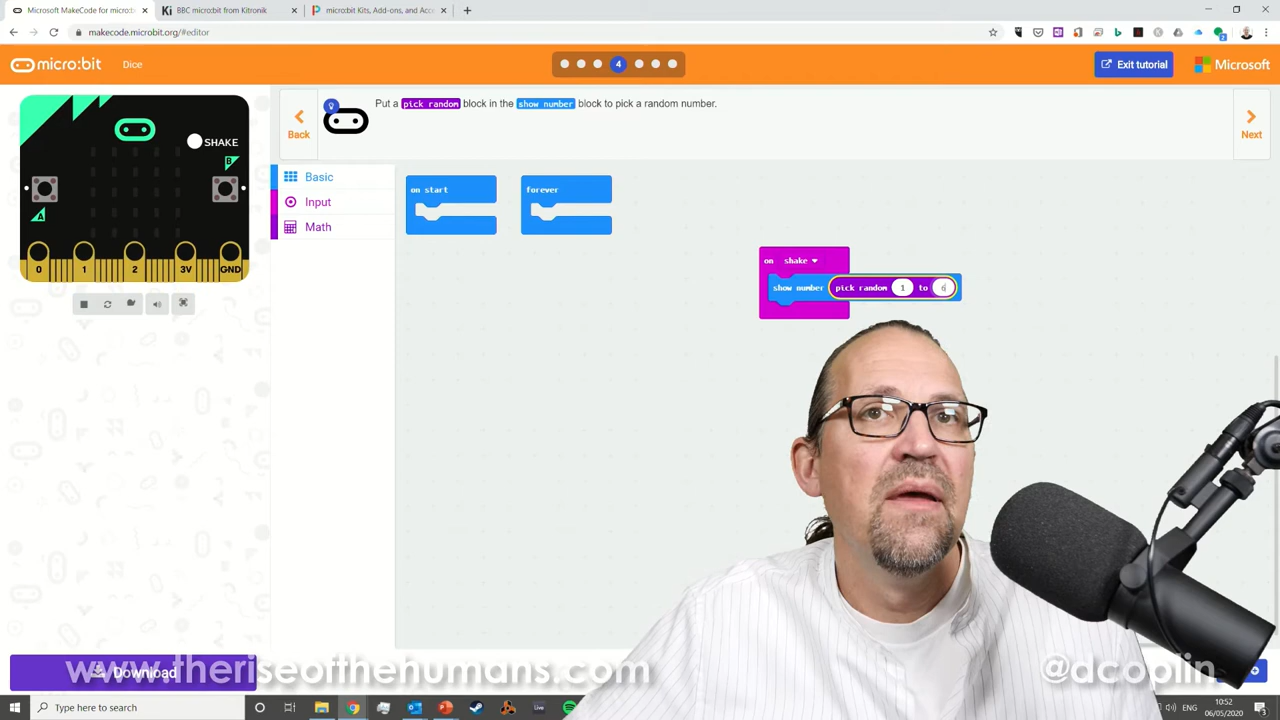 Microsoft MakeCode for micro:b
BBC micro:bit from Kitronik
micro:bit Kits, Add-ons, and Acce
makecode.microbit.org/#editor
micro:bit
Dice
4
Exit tutorial
Microsoft
Back
Put a pick random block in the show number block to pick a random number.
Next
SHAKE
B
A
0 1 2 3V GND
Basic
Input
Math
on start
forever
on shake
show number pick random 1 to 6
Download
www.theriseofthehumans.com
@dcoplin
Type here to search
10:52
06/05/2020